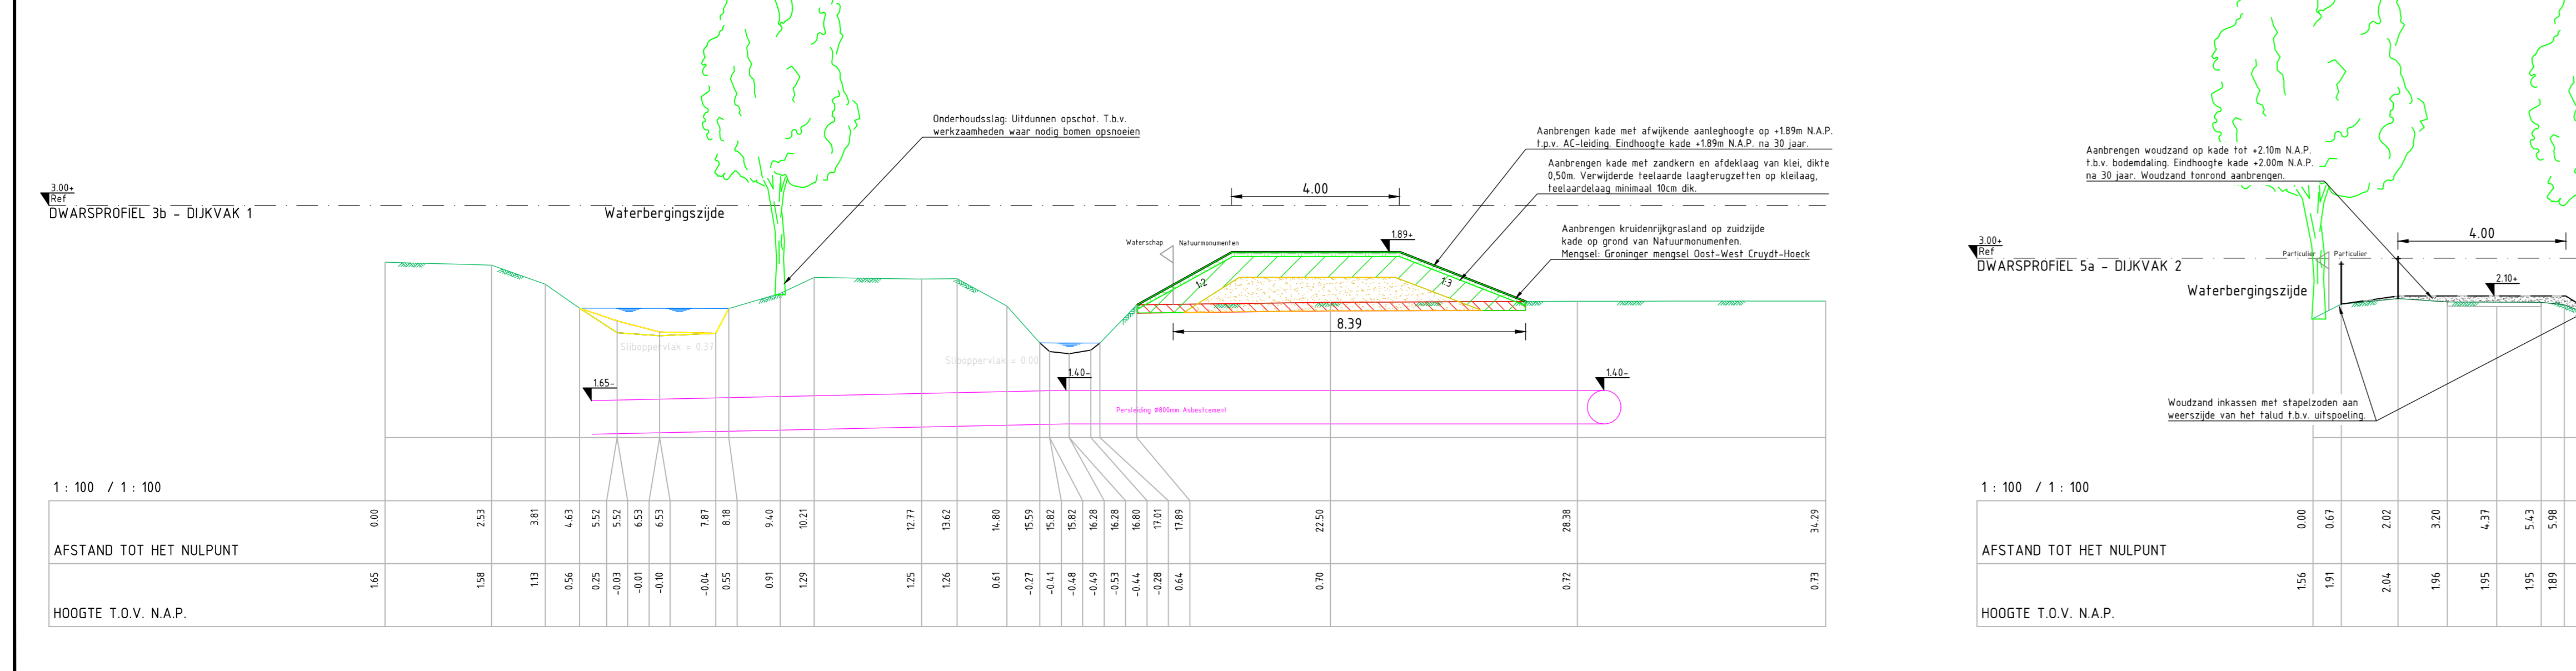 Onderhoudsslag: Uitdunnen opschot. T.b.v.
werkzaamheden waar nodig bomen opsnoeien
Aanbrengen kade met afwijkende aanleghoogte op +1.89m N.A.P.
t.p.v. AC-leiding. Eindhoogte kade +1.89m N.A.P. na 30 jaar.
Aanbrengen kade met zandkern en afdeklaag van klei, dikte
0,50m. Verwijderde teelaarde laagterugzetten op kleilaag,
teelaardelaag minimaal 10cm dik.
3.00+
Ref
DWARSPROFIEL 3b - DIJKVAK 1
Waterbergingszijde
4.00
Aanbrengen kruidenrijkgrasland op zuidzijde
kade op grond van Natuurmonumenten.
Mengsel: Groninger mengsel Oost-West Cruydt-Hoeck
Waterschap
Natuurmonumenten
1.89+
1:2
1:3
8.39
Sliboppervlak = 0.37
Sliboppervlak = 0.00
1.65-
1.40-
1.40-
Persleiding Ø800mm Asbestcement
1 : 100 / 1 : 100
0.00 2.53 3.81 4.63 5.52 5.52 6.53 6.53 7.87 8.18 9.40 10.21 12.77 13.62 14.80 15.59 15.82 15.82 16.28 16.28 16.80 17.01 17.89 22.50 28.38 34.29
AFSTAND TOT HET NULPUNT
1.65 1.58 1.13 0.56 0.25 -0.03 -0.01 -0.10 -0.04 0.55 0.91 1.29 1.25 1.26 0.61 -0.27 -0.41 -0.48 -0.49 -0.53 -0.44 -0.28 0.64 0.70 0.72 0.73
HOOGTE T.O.V. N.A.P.
Aanbrengen woudzand op kade tot +2.10m N.A.P.
t.b.v. bodemdaling. Eindhoogte kade +2.00m N.A.P.
na 30 jaar. Woudzand tonrond aanbrengen.
3.00+
Ref
DWARSPROFIEL 5a - DIJKVAK 2
Particulier
Particulier
4.00
Waterbergingszijde
2.10+
Woudzand inkassen met stapelzoden aan
weerszijde van het talud t.b.v. uitspoeling.
1 : 100 / 1 : 100
0.00 0.67 2.02 3.20 4.37 5.43 5.98
AFSTAND TOT HET NULPUNT
1.56 1.91 2.04 1.96 1.95 1.95 1.89
HOOGTE T.O.V. N.A.P.